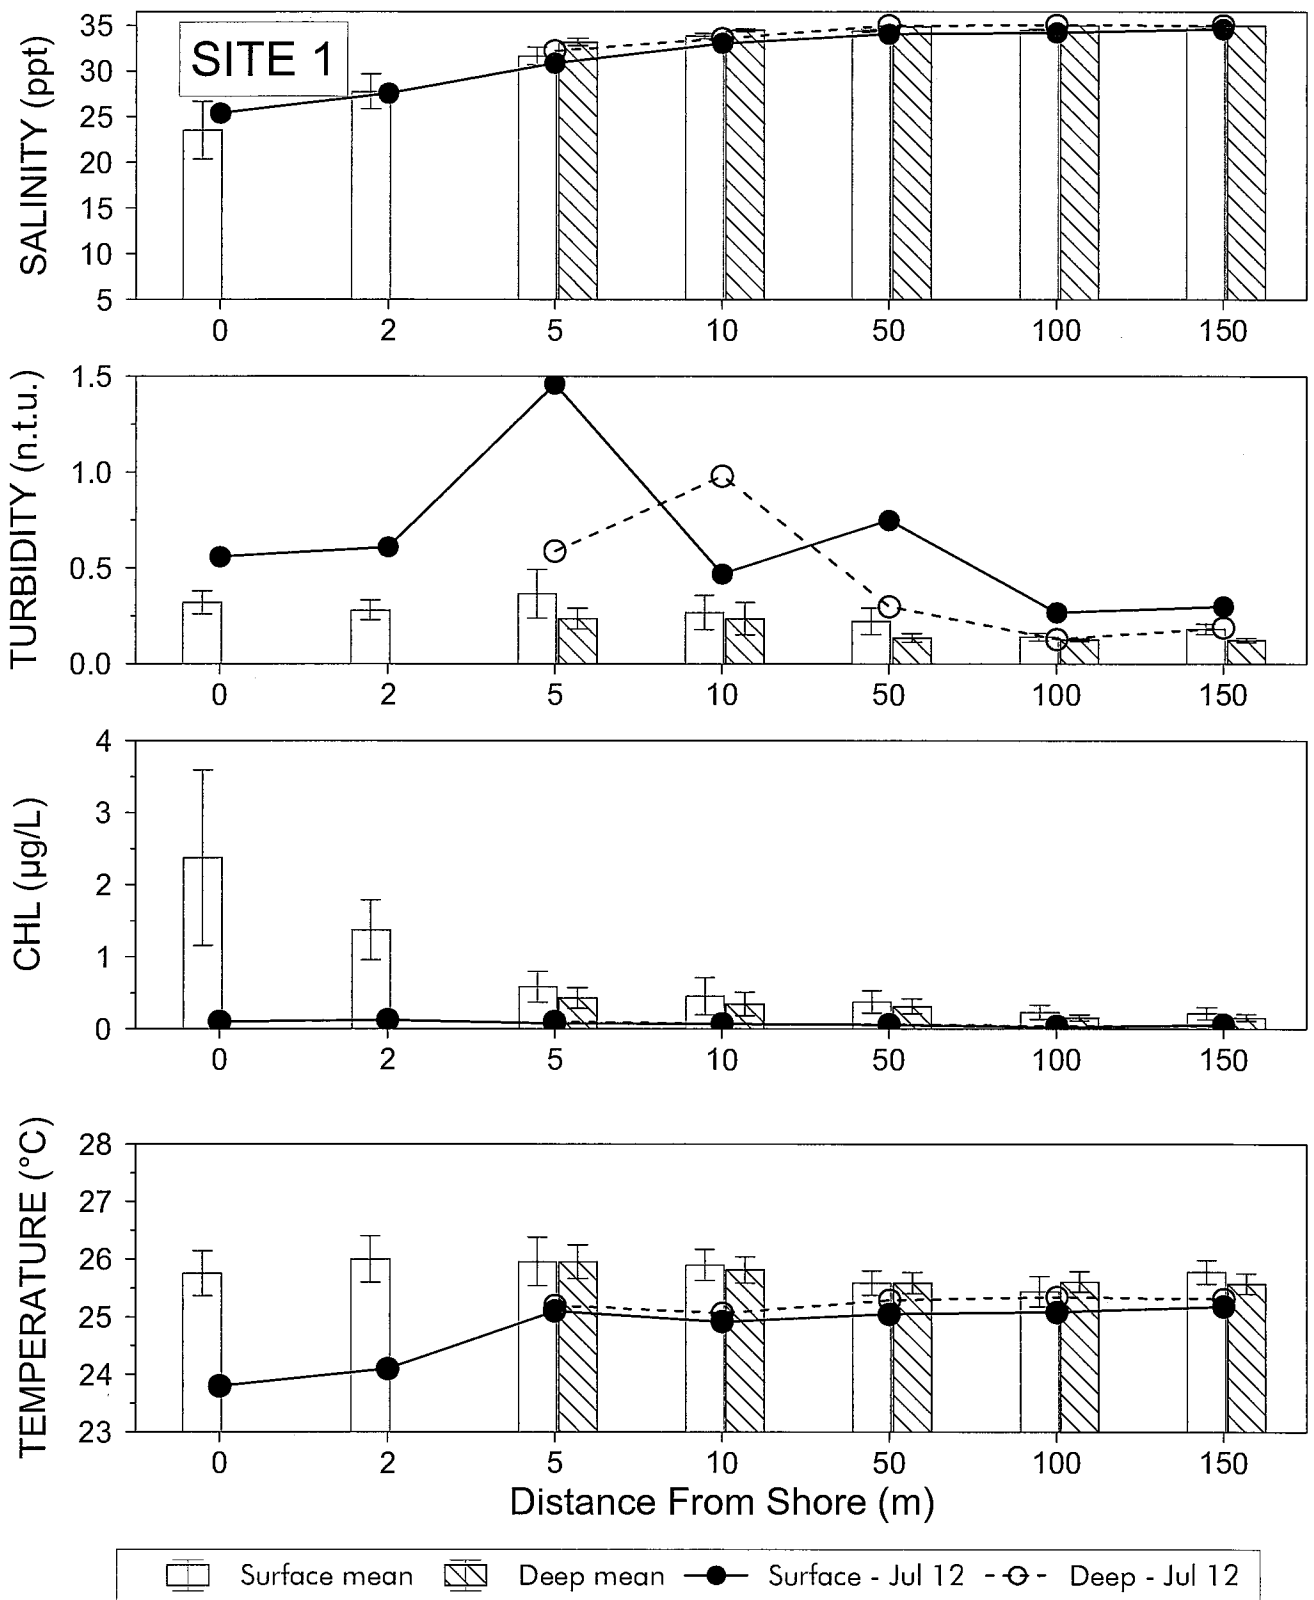 SITE 1
SALINITY (ppt)
35
30
25
20
15
10
5
0 2 5 10 50 100 150
TURBIDITY (n.t.u.)
1.5
1.0
0.5
0.0
0 2 5 10 50 100 150
CHL (µg/L)
4
3
2
1
0
0 2 5 10 50 100 150
TEMPERATURE (°C)
28
27
26
25
24
23
0 2 5 10 50 100 150
Distance From Shore (m)
Surface mean Deep mean Surface - Jul 12 Deep - Jul 12